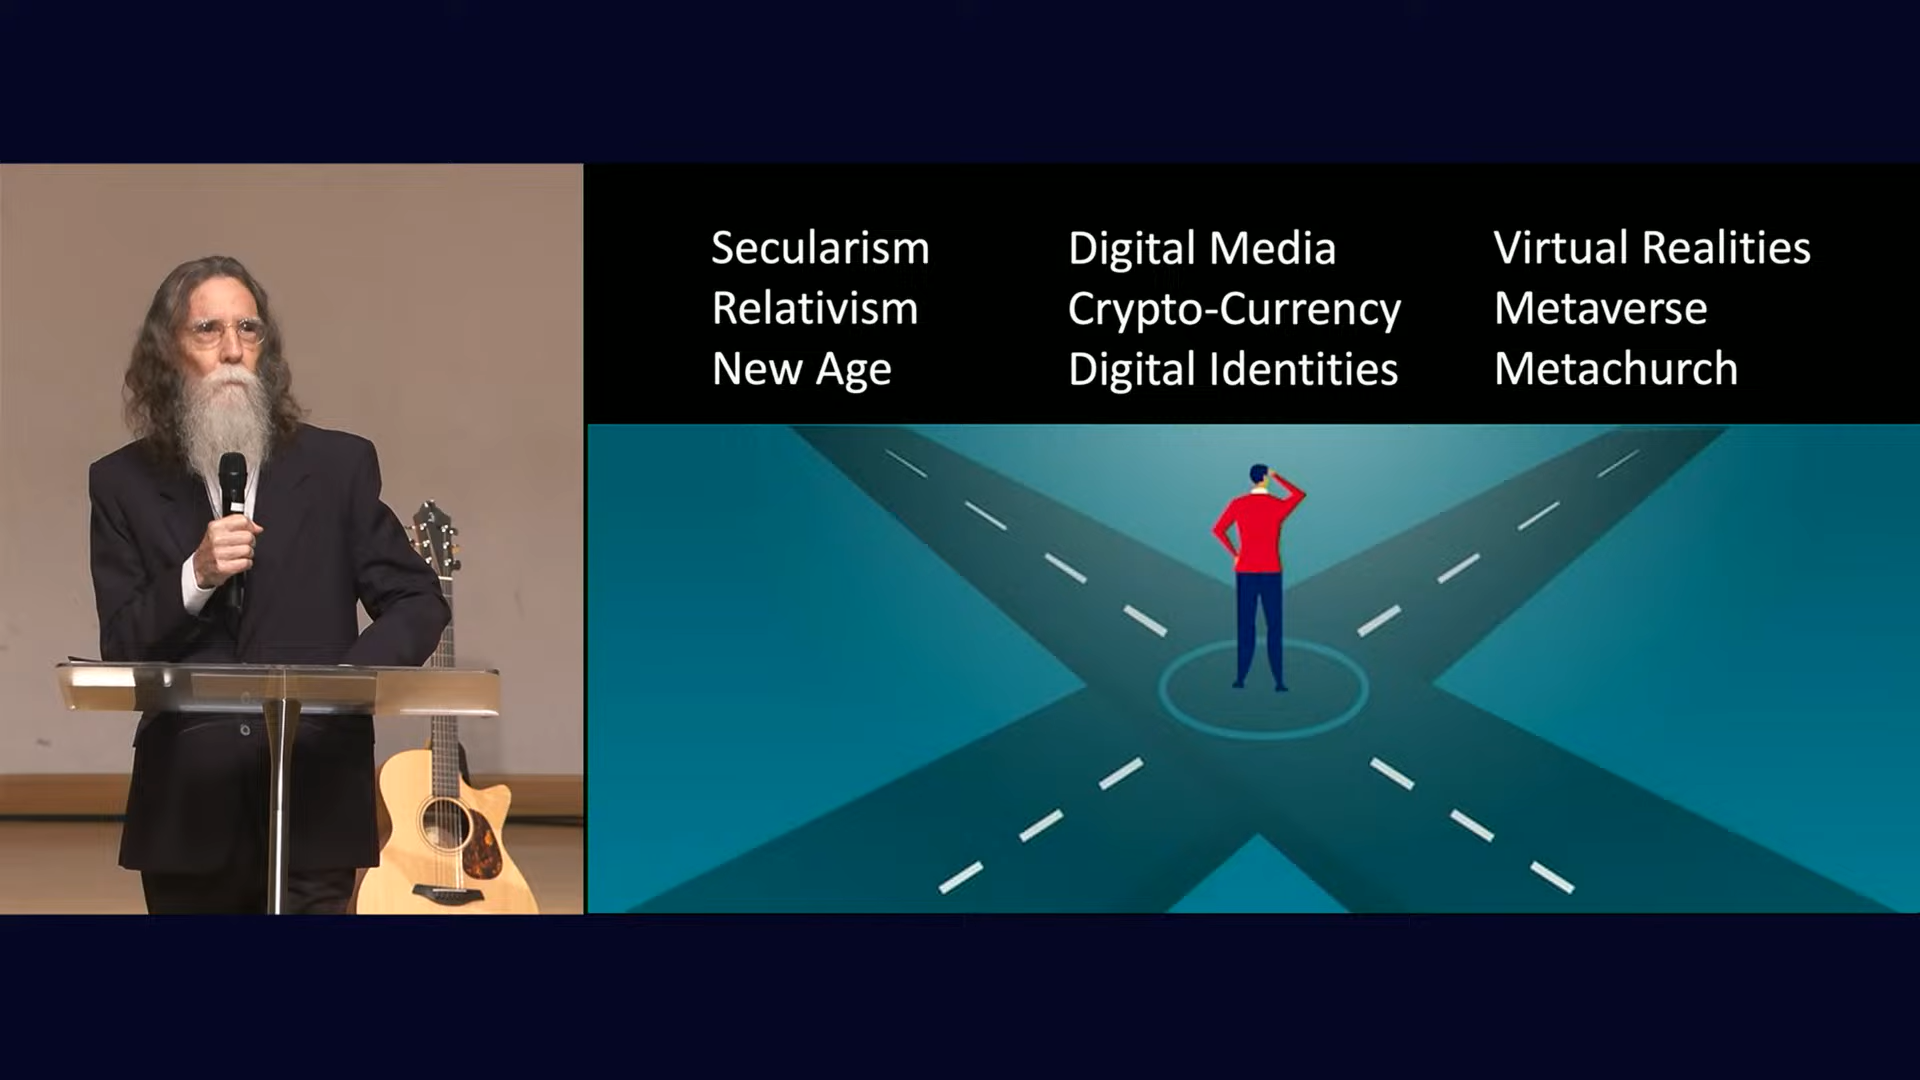 Secularism
Relativism
New Age
Digital Media
Crypto-Currency
Digital Identities
Virtual Realities
Metaverse
Metachurch